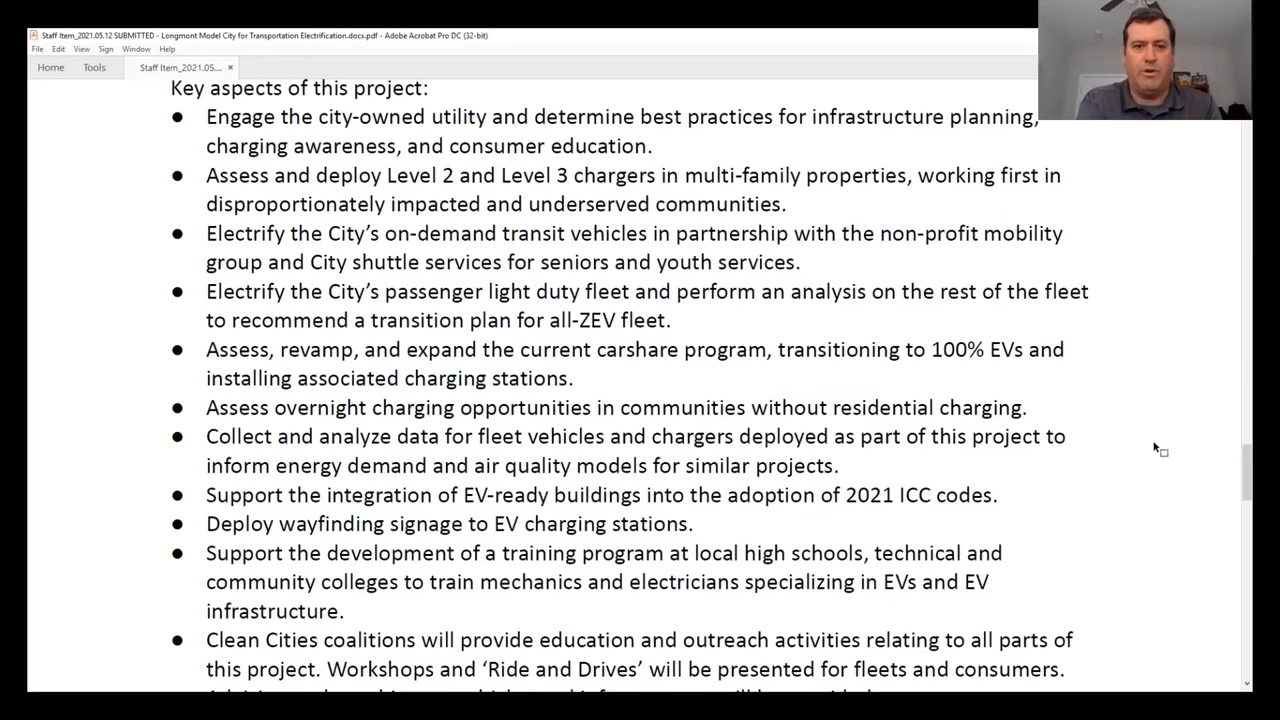 Staff Item_2021.05.12 SUBMITTED - Longmont Model City for Transportation Electrification.docx.pdf - Adobe Acrobat Pro DC (32-bit)
File Edit View Sign Window Help
Home Tools Staff Item_2021.05.... ×
Key aspects of this project:
● Engage the city-owned utility and determine best practices for infrastructure planning,
charging awareness, and consumer education.
● Assess and deploy Level 2 and Level 3 chargers in multi-family properties, working first in
disproportionately impacted and underserved communities.
● Electrify the City’s on-demand transit vehicles in partnership with the non-profit mobility
group and City shuttle services for seniors and youth services.
● Electrify the City’s passenger light duty fleet and perform an analysis on the rest of the fleet
to recommend a transition plan for all-ZEV fleet.
● Assess, revamp, and expand the current carshare program, transitioning to 100% EVs and
installing associated charging stations.
● Assess overnight charging opportunities in communities without residential charging.
● Collect and analyze data for fleet vehicles and chargers deployed as part of this project to
inform energy demand and air quality models for similar projects.
● Support the integration of EV-ready buildings into the adoption of 2021 ICC codes.
● Deploy wayfinding signage to EV charging stations.
● Support the development of a training program at local high schools, technical and
community colleges to train mechanics and electricians specializing in EVs and EV
infrastructure.
● Clean Cities coalitions will provide education and outreach activities relating to all parts of
this project. Workshops and ‘Ride and Drives’ will be presented for fleets and consumers.